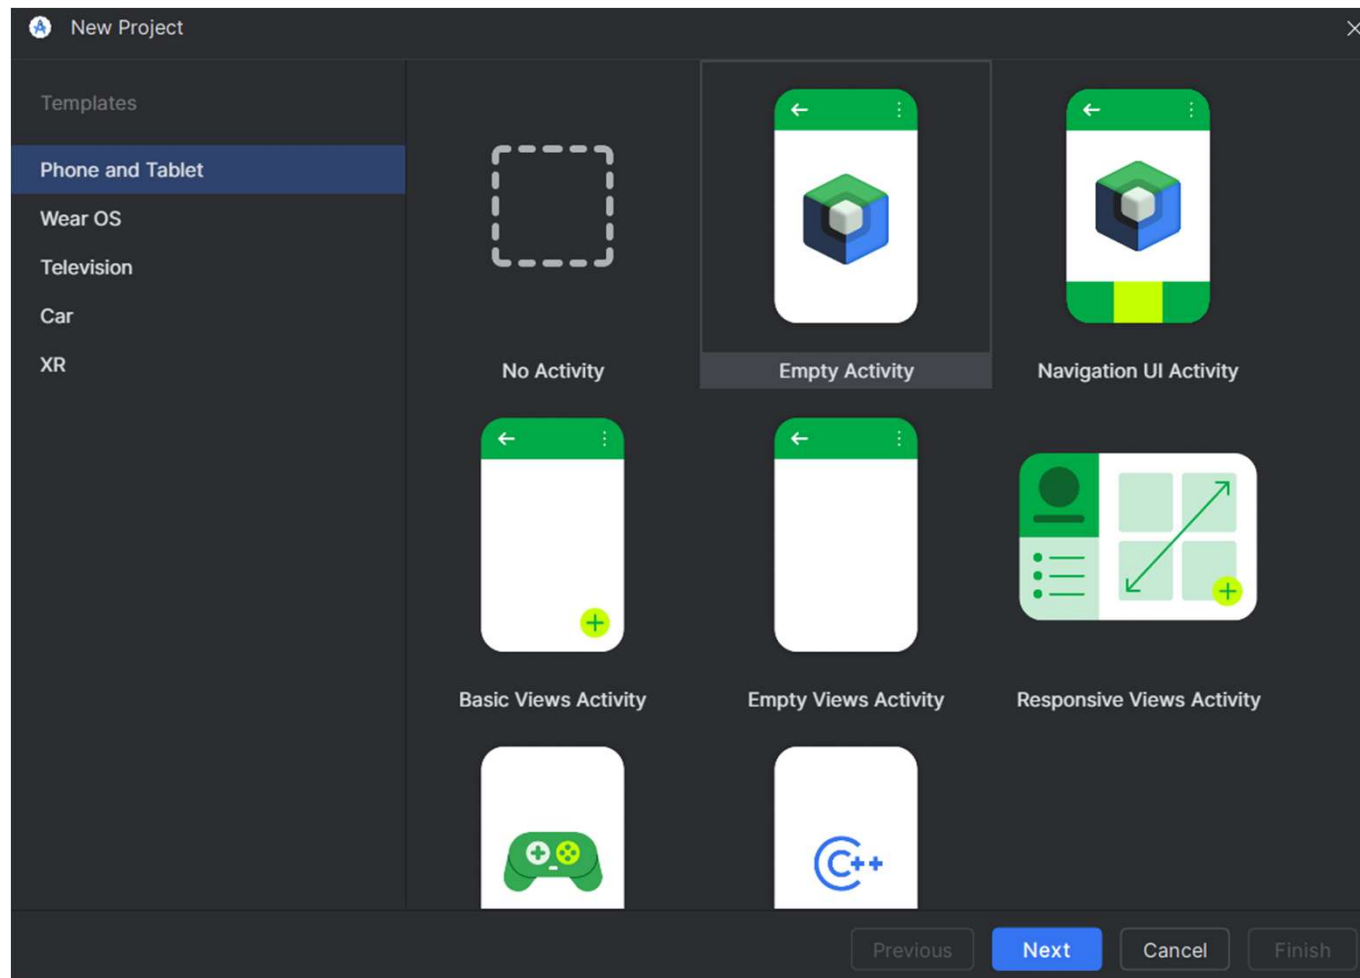 New Project
Templates
Phone and Tablet
Wear OS
Television
Car
XR
No Activity
Empty Activity
Navigation UI Activity
Basic Views Activity
Empty Views Activity
Responsive Views Activity
C++
Previous
Next
Cancel
Finish